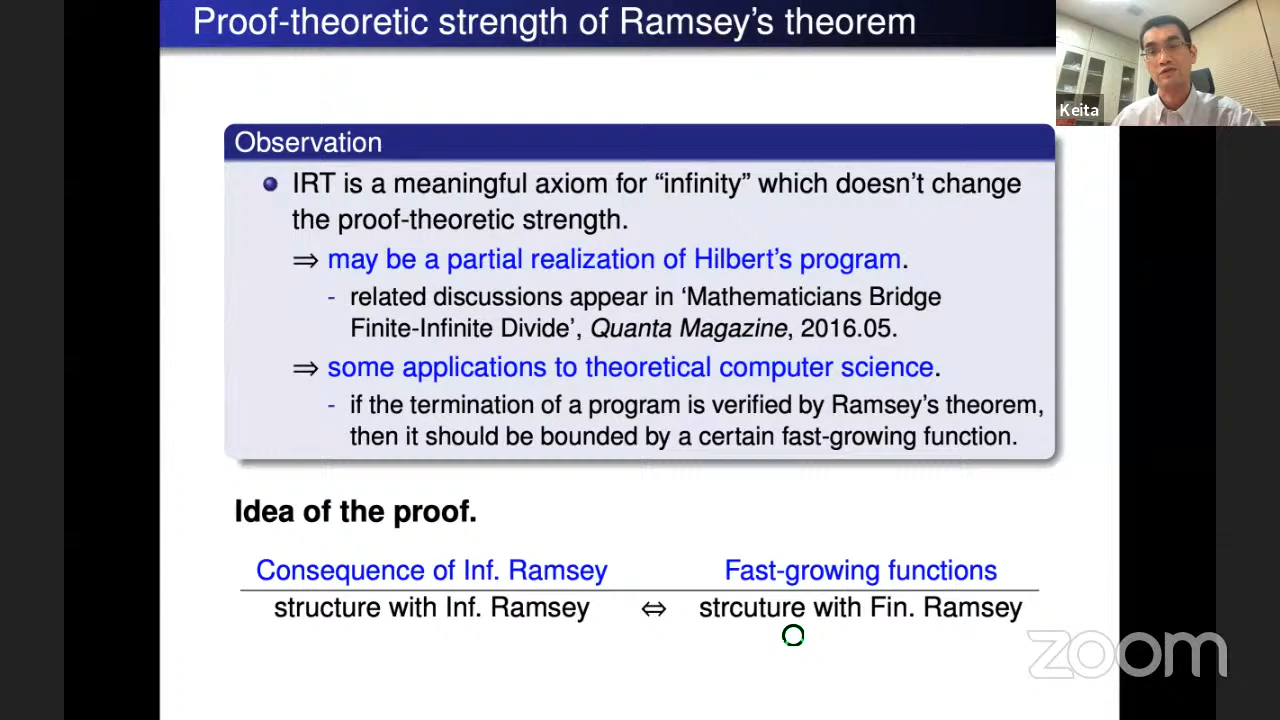 Proof-theoretic strength of Ramsey's theorem
Keita
Observation
IRT is a meaningful axiom for “infinity” which doesn't change
the proof-theoretic strength.
⇒ may be a partial realization of Hilbert's program.
- related discussions appear in ‘Mathematicians Bridge
Finite-Infinite Divide’, Quanta Magazine, 2016.05.
⇒ some applications to theoretical computer science.
- if the termination of a program is verified by Ramsey's theorem,
then it should be bounded by a certain fast-growing function.
Idea of the proof.
Consequence of Inf. Ramsey Fast-growing functions
structure with Inf. Ramsey ⇔ strcuture with Fin. Ramsey
zoom